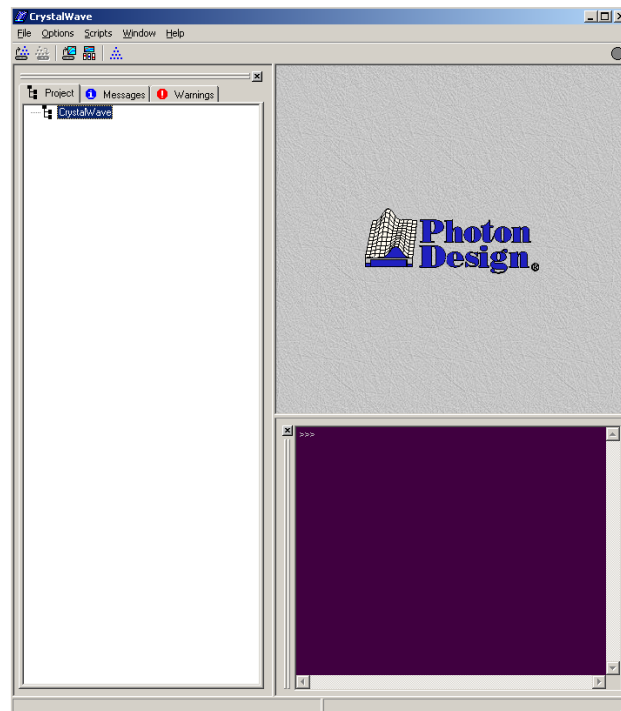 CrystalWave
File Options Scripts Window Help
Project Messages Warnings
CrystalWave
Photon
Design®
>>>